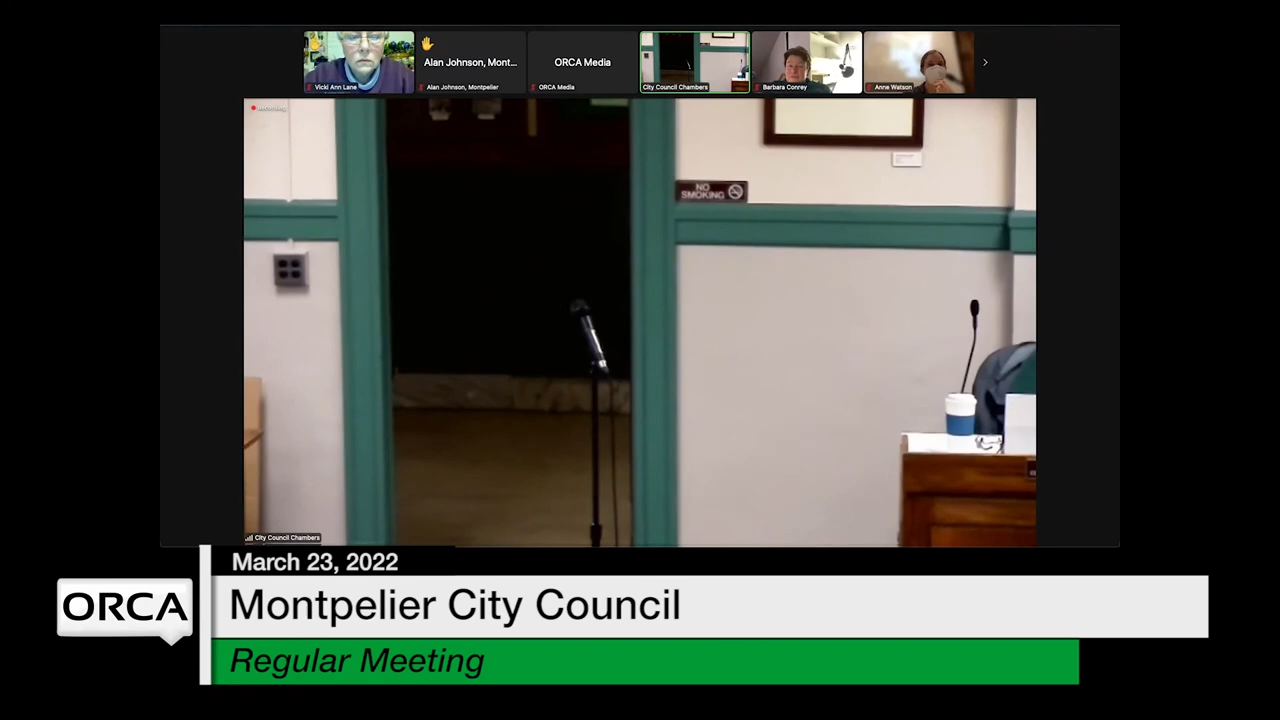 Alan Johnson, Mont...
ORCA Media
Vicki Ann Lane
Alan Johnson, Montpelier
ORCA Media
City Council Chambers
Barbara Conrey
Anne Watson
NO
SMOKING
City Council Chambers
March 23, 2022
ORCA
Montpelier City Council
Regular Meeting